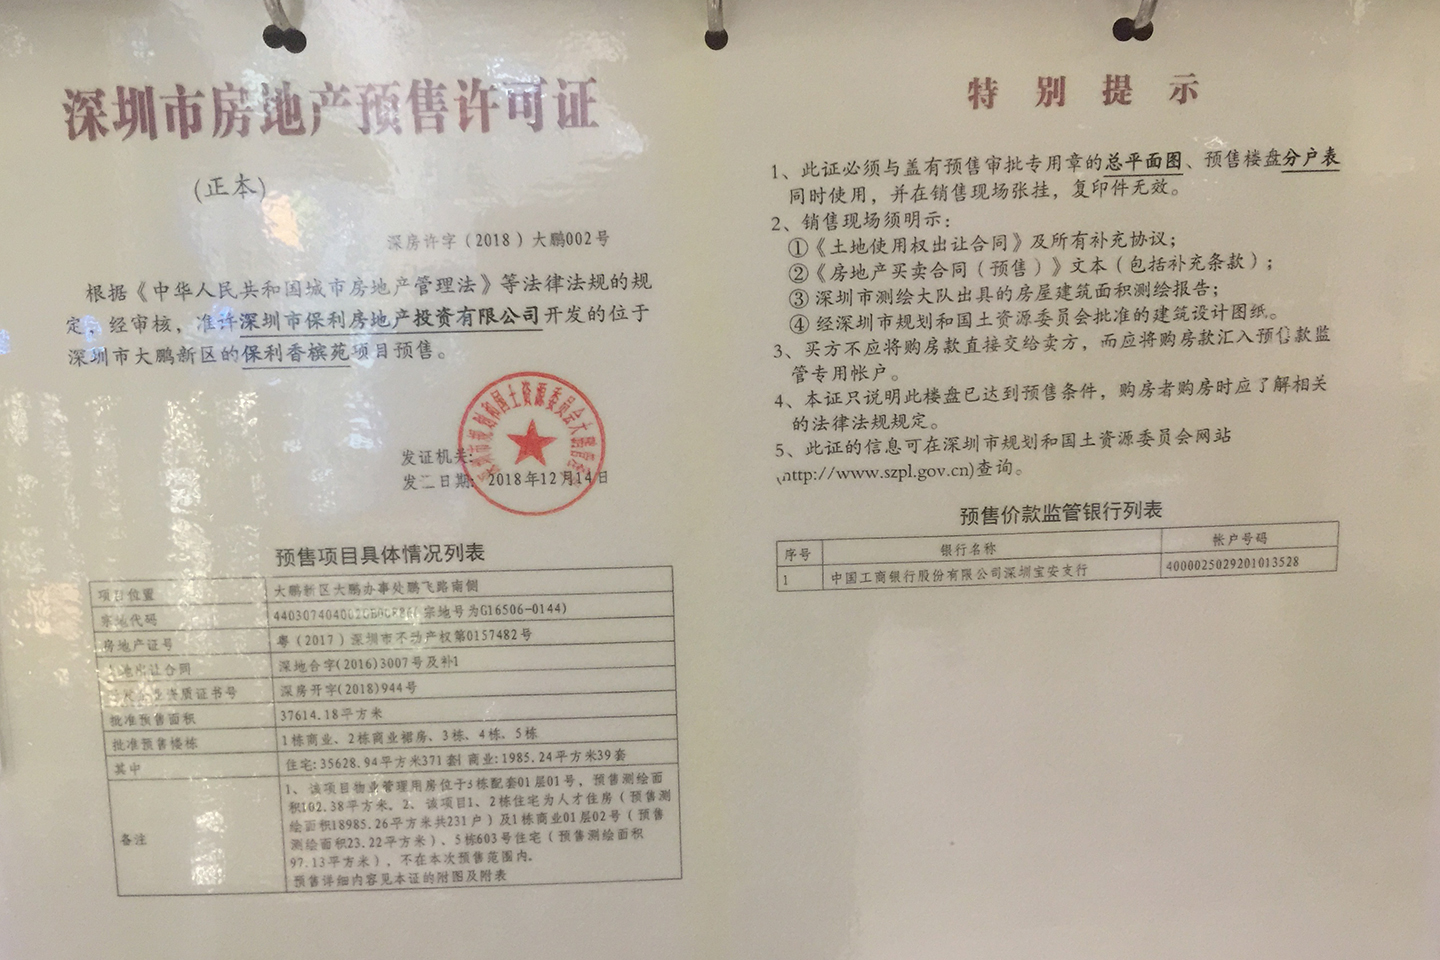 深圳市房地产预售许可证
(正本)
深房许字(2018)大鹏002号
根据《中华人民共和国城市房地产管理法》等法律法规的规
定,经审核,准许深圳市保利房地产投资有限公司开发的位于
深圳市大鹏新区的保利香槟苑项目预售。
深圳市规划和国土资源委员会大鹏管理局
发证机关:
发 日期: 2018年12月14日
预售项目具体情况列表
项目位置 大鹏新区大鹏办事处鹏飞路南侧
宗地代码 宗地号为G16506-0144)
房地产证号 粤(2017)深圳市不动产权第0157482号
地出让合同 深地合字(2016)3007号及补1
资质证书号 深房开字(2018)944号
批准预售面积 37614.18平方米
批准预售楼栋 1栋商业、2栋商业裙房、3栋、4栋、5栋
其中 住宅:35628.94平方米371套 商业:1985.24平方米39套
备注
1、该项目物业管理用房位于3栋配套01层01号,预售测绘面
积102.38平方米。2、该项目1、2栋住宅为人才住房(预售测
绘面积18985.26平方米共231户)及1栋商业01层02号(预售
测绘面积23.22平方米)、5栋603号住宅(预售测绘面积
97.13平方米),不在本次预售范围内。
预售详细内容见本证的附图及附表
特别提示
1、此证必须与盖有预售审批专用章的总平面图、预售楼盘分户表
同时使用,并在销售现场张挂,复印件无效。
2、销售现场须明示:
①《土地使用权出让合同》及所有补充协议;
②《房地产买卖合同(预售)》文本(包括补充条款);
③深圳市测绘大队出具的房屋建筑面积测绘报告;
④经深圳市规划和国土资源委员会批准的建筑设计图纸。
3、买方不应将购房款直接交给卖方,而应将购房款汇入预售款监
管专用帐户。
4、本证只说明此楼盘已达到预售条件,购房者购房时应了解相关
的法律法规规定。
5、此证的信息可在深圳市规划和国土资源委员会网站
(http://www.szpl.gov.cn)查询。
预售价款监管银行列表
序号 银行名称 帐户号码
1 中国工商银行股份有限公司深圳宝安支行 4000025029201013528